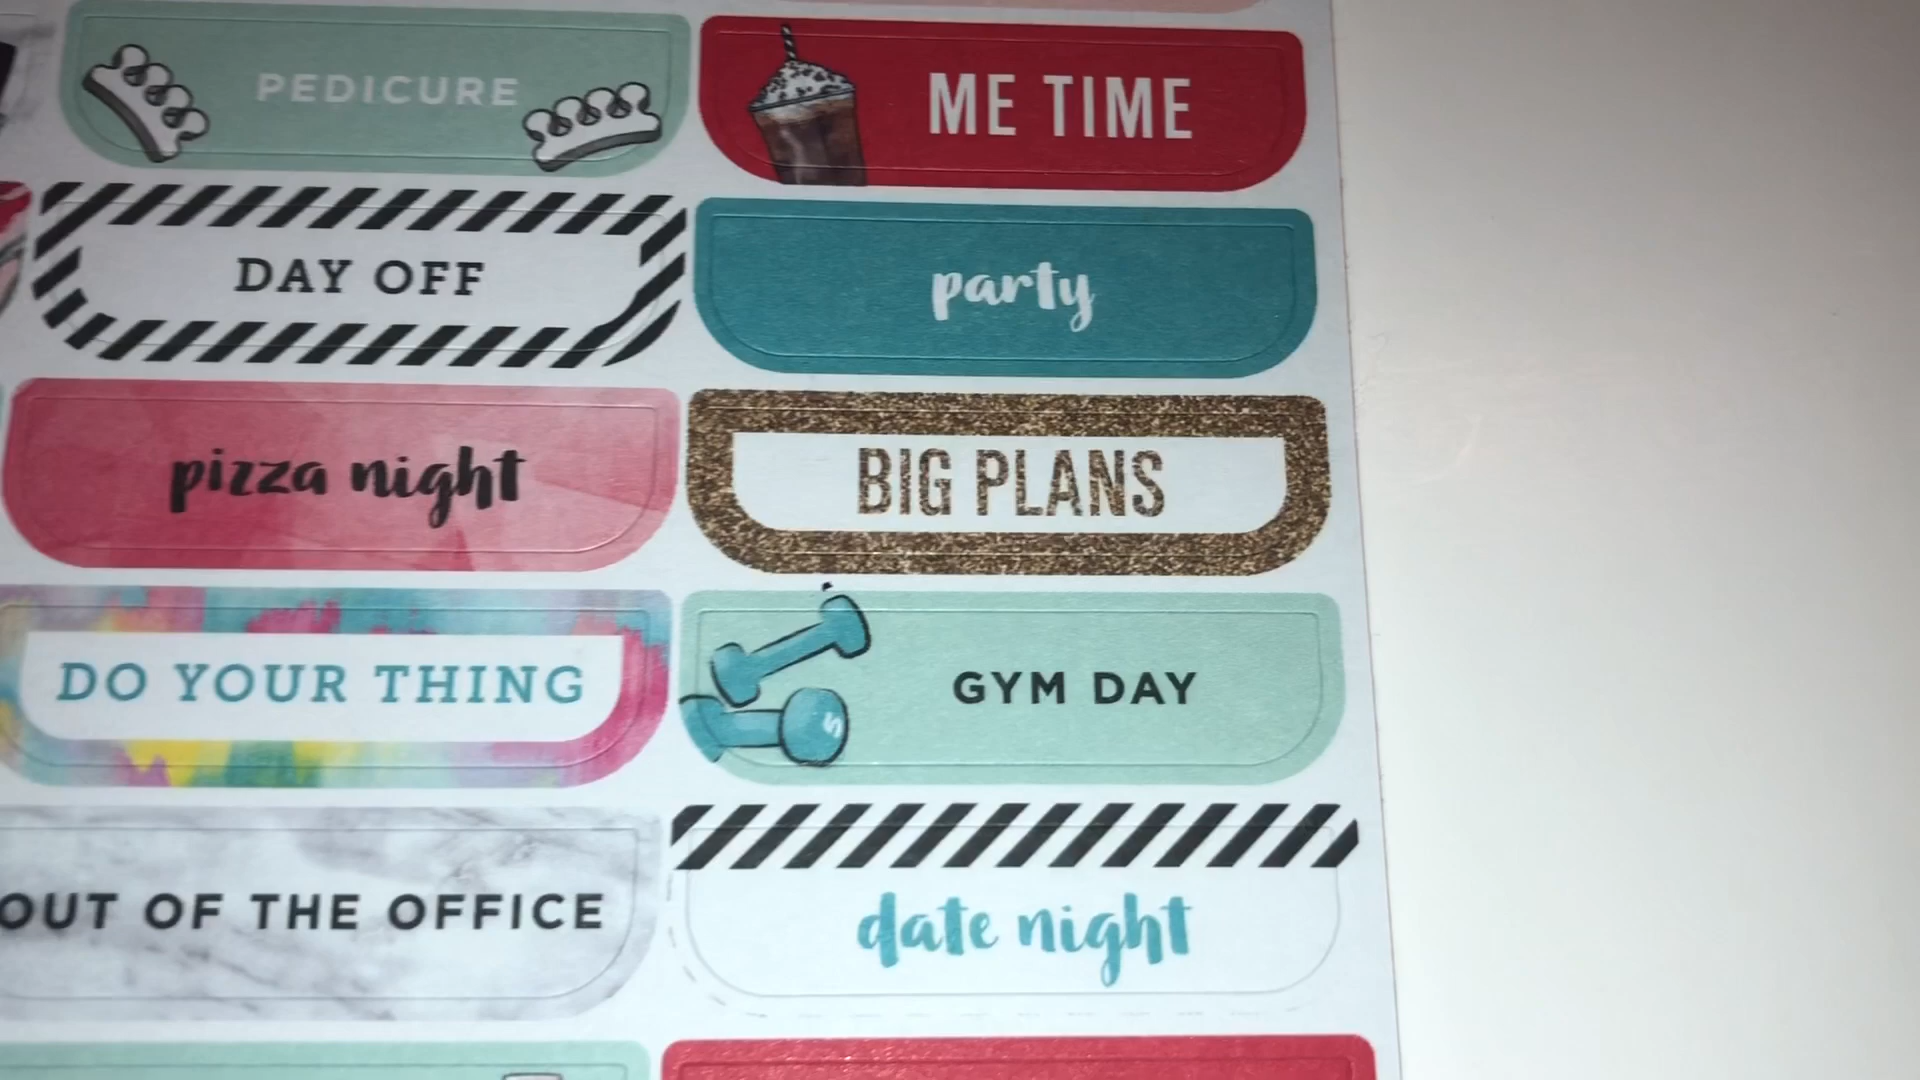 PEDICURE
ME TIME
DAY OFF
party
pizza night
BIG PLANS
DO YOUR THING
GYM DAY
OUT OF THE OFFICE
date night